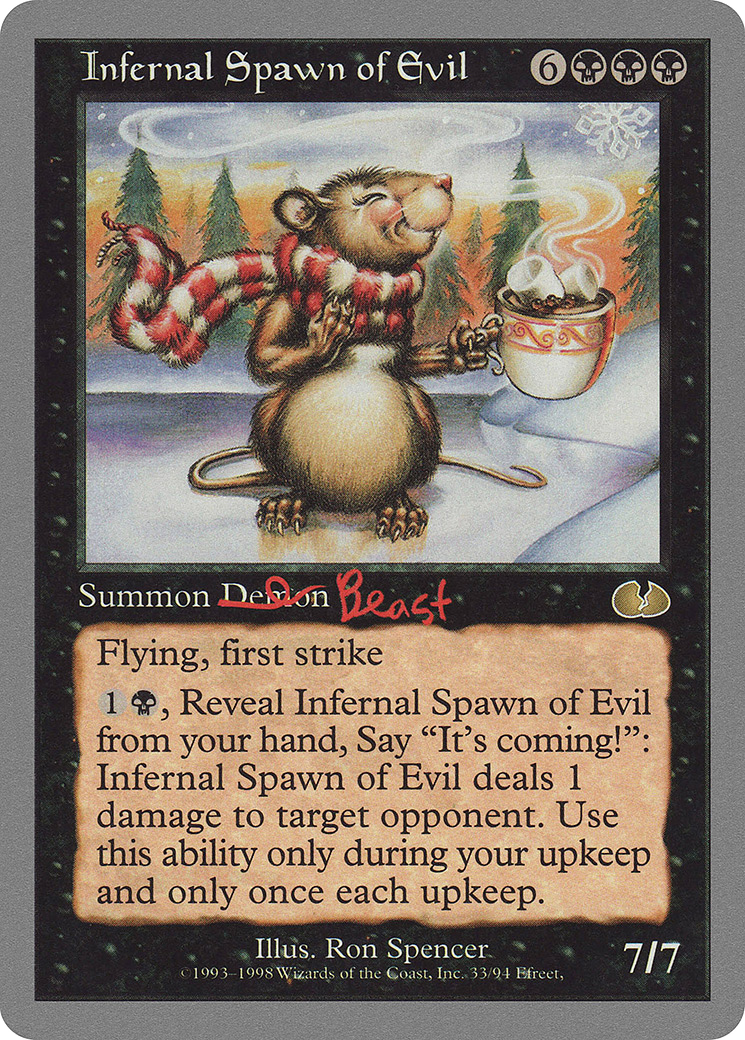 Infernal Spawn of Evil 6
Summon Demon Beast
Flying, first strike
1 , Reveal Infernal Spawn of Evil
from your hand, Say “It’s coming!”:
Infernal Spawn of Evil deals 1
damage to target opponent. Use
this ability only during your upkeep
and only once each upkeep.
Illus. Ron Spencer
©1993–1998 Wizards of the Coast, Inc. 33/94 Efreet,
7/7